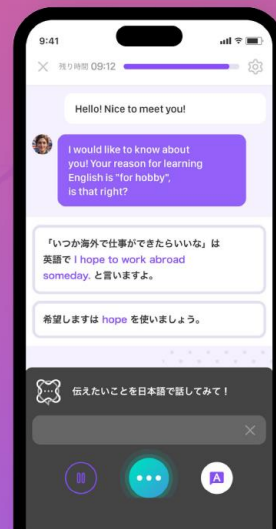 9:41
残り時間 09:12
Hello! Nice to meet you!
I would like to know about
you! Your reason for learning
English is "for hobby",
is that right?
「いつか海外で仕事ができたらいいな」は
英語で I hope to work abroad
someday. と言いますよ。
希望しますは hope を使いましょう。
伝えたいことを日本語で話してみて！
A